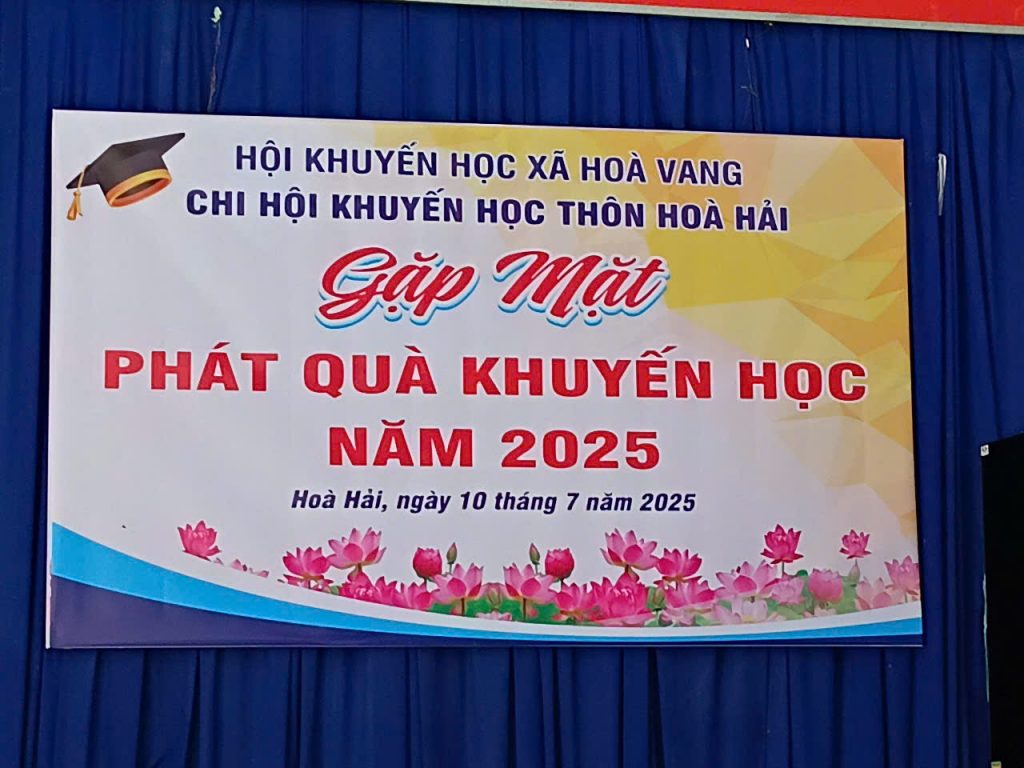 HỘI KHUYẾN HỌC XÃ HOÀ VANG
CHI HỘI KHUYẾN HỌC THÔN HOÀ HẢI
Gặp Mặt
PHÁT QUÀ KHUYẾN HỌC
NĂM 2025
Hoà Hải, ngày 10 tháng 7 năm 2025